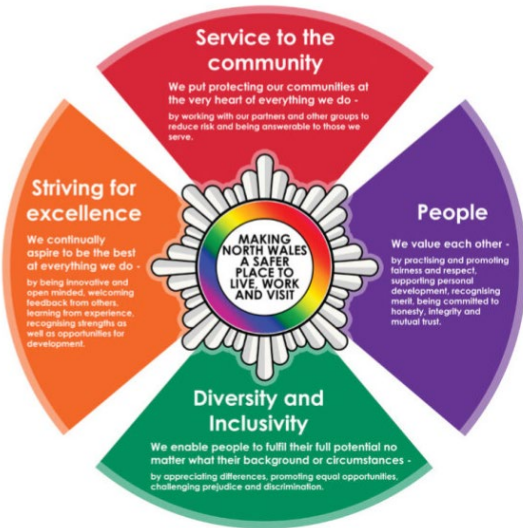 Service to the
community
We put protecting our communities at
the very heart of everything we do -
by working with our partners and other groups to
reduce risk and being answerable to those we
serve.
Striving for
excellence
We continually
aspire to be the best
at everything we do -
by being innovative and
open minded, welcoming
feedback from others,
learning from experience,
recognising strengths as
well as opportunities for
development.
MAKING
NORTH WALES
A SAFER
PLACE TO
LIVE, WORK
AND VISIT
People
We value each other -
by practising and promoting
fairness and respect,
supporting personal
development, recognising
merit, being committed to
honesty, integrity and
mutual trust.
Diversity and
Inclusivity
We enable people to fulfil their full potential no
matter what their background or circumstances -
by appreciating differences, promoting equal opportunities,
challenging prejudice and discrimination.